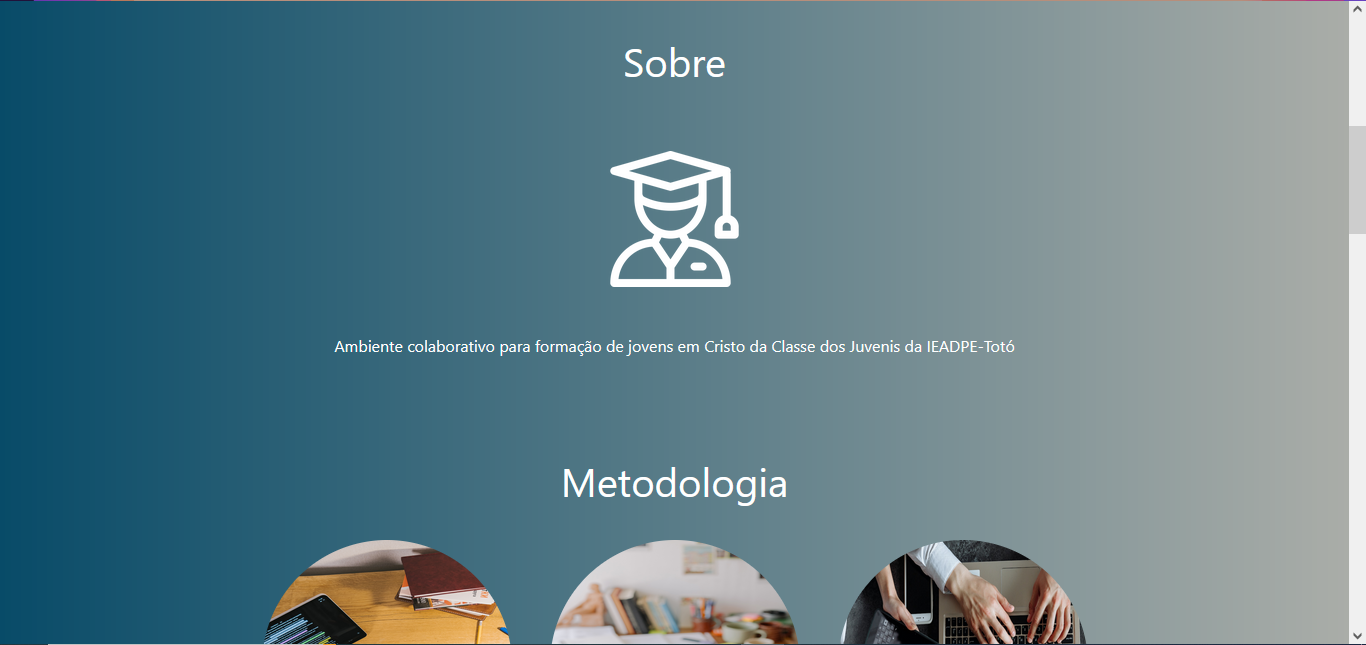 Sobre
Ambiente colaborativo para formação de jovens em Cristo da Classe dos Juvenis da IEADPE-Totó
Metodologia